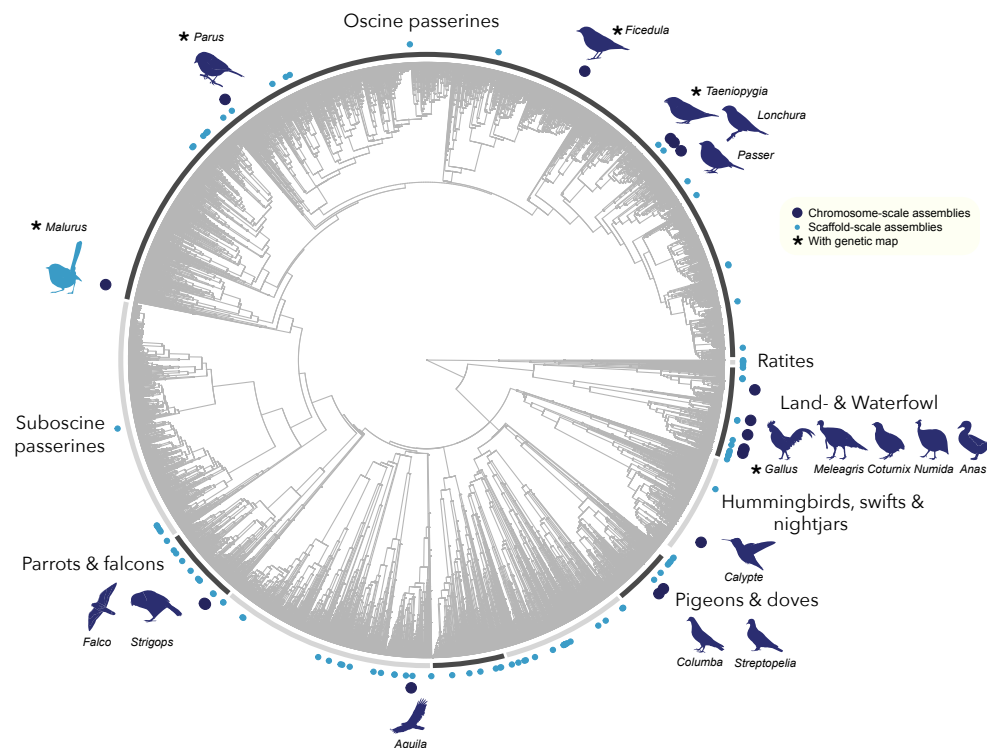 Oscine passerines
* Parus
* Ficedula
* Taeniopygia
Lonchura
Passer
* Malurus
Chromosome-scale assemblies
Scaffold-scale assemblies
* With genetic map
Ratites
Land- & Waterfowl
* Gallus
Meleagris
Coturnix
Numida
Anas
Suboscine
passerines
Hummingbirds, swifts &
nightjars
Calypte
Parrots & falcons
Falco
Strigops
Pigeons & doves
Columba
Streptopelia
Aquila